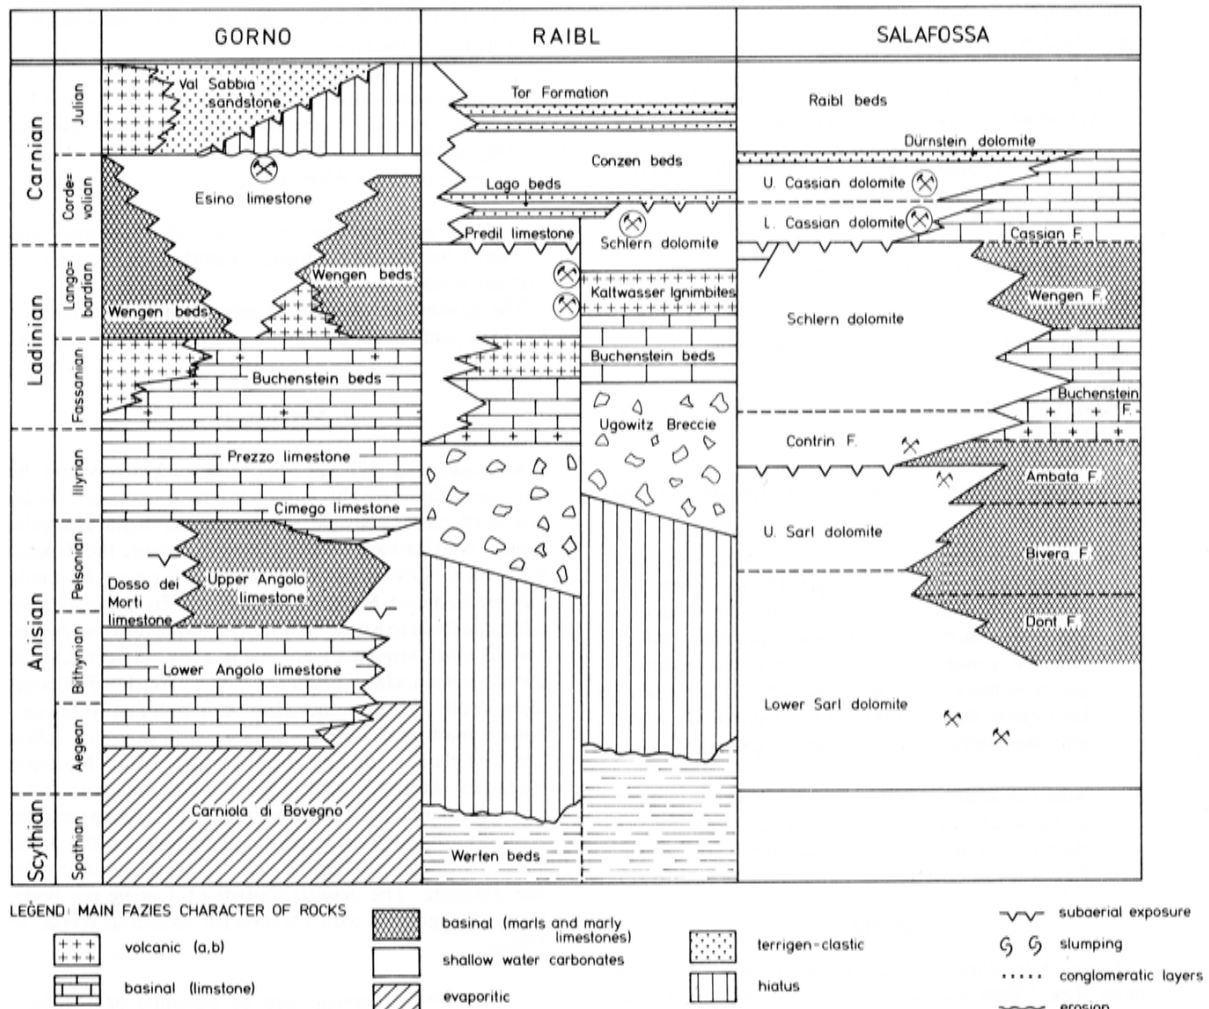 GORNO
RAIBL
SALAFOSSA
Carnian
Ladinian
Anisian
Scythian
Julian
Corde=
volian
Lango=
bardian
Fassanian
Illyrian
Pelsonian
Bithynian
Aegean
Spathian
Val Sabbia
sandstone
Esino limestone
Wengen beds
Wengen beds
Buchenstein beds
Prezzo limestone
Cimego limestone
Dosso dei
Morti
limestone
Upper Angolo
limestone
Lower Angolo limestone
Carniola di Bovegno
Tor Formation
Conzen beds
Lago beds
Predil limestone
Schlern dolomite
Kaltwasser Ignimbites
Buchenstein beds
Ugowitz Breccie
Werfen beds
Raibl beds
Dürnstein dolomite
U. Cassian dolomite
L. Cassian dolomite
Cassian F.
Wengen F.
Schlern dolomite
Buchenstein
F.
Contrin F.
Ambata F.
U. Sarl dolomite
Bivera F.
Dont F.
Lower Sarl dolomite
LEGEND: MAIN FAZIES CHARACTER OF ROCKS
volcanic (a,b)
basinal (limstone)
basinal (marls and marly
limestones)
shallow water carbonates
evaporitic
terrigen-clastic
hiatus
subaerial exposure
slumping
conglomeratic layers
erosion